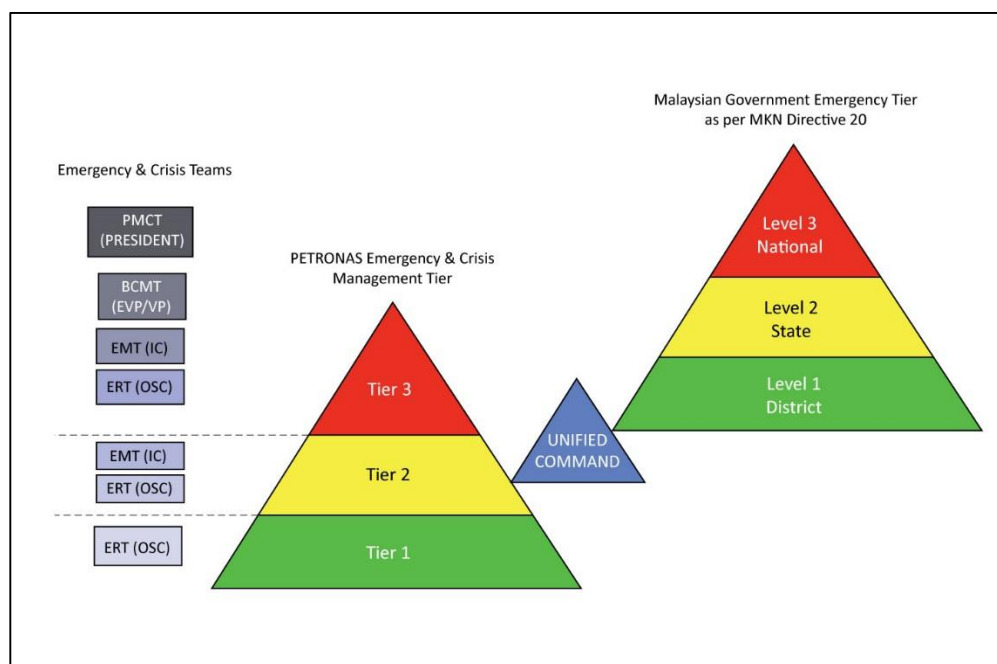 Malaysian Government Emergency Tier
as per MKN Directive 20
Emergency & Crisis Teams
PMCT
(PRESIDENT)
BCMT
(EVP/VP)
EMT (IC)
ERT (OSC)
EMT (IC)
ERT (OSC)
ERT (OSC)
PETRONAS Emergency & Crisis
Management Tier
Tier 3
Tier 2
Tier 1
UNIFIED
COMMAND
Level 3
National
Level 2
State
Level 1
District